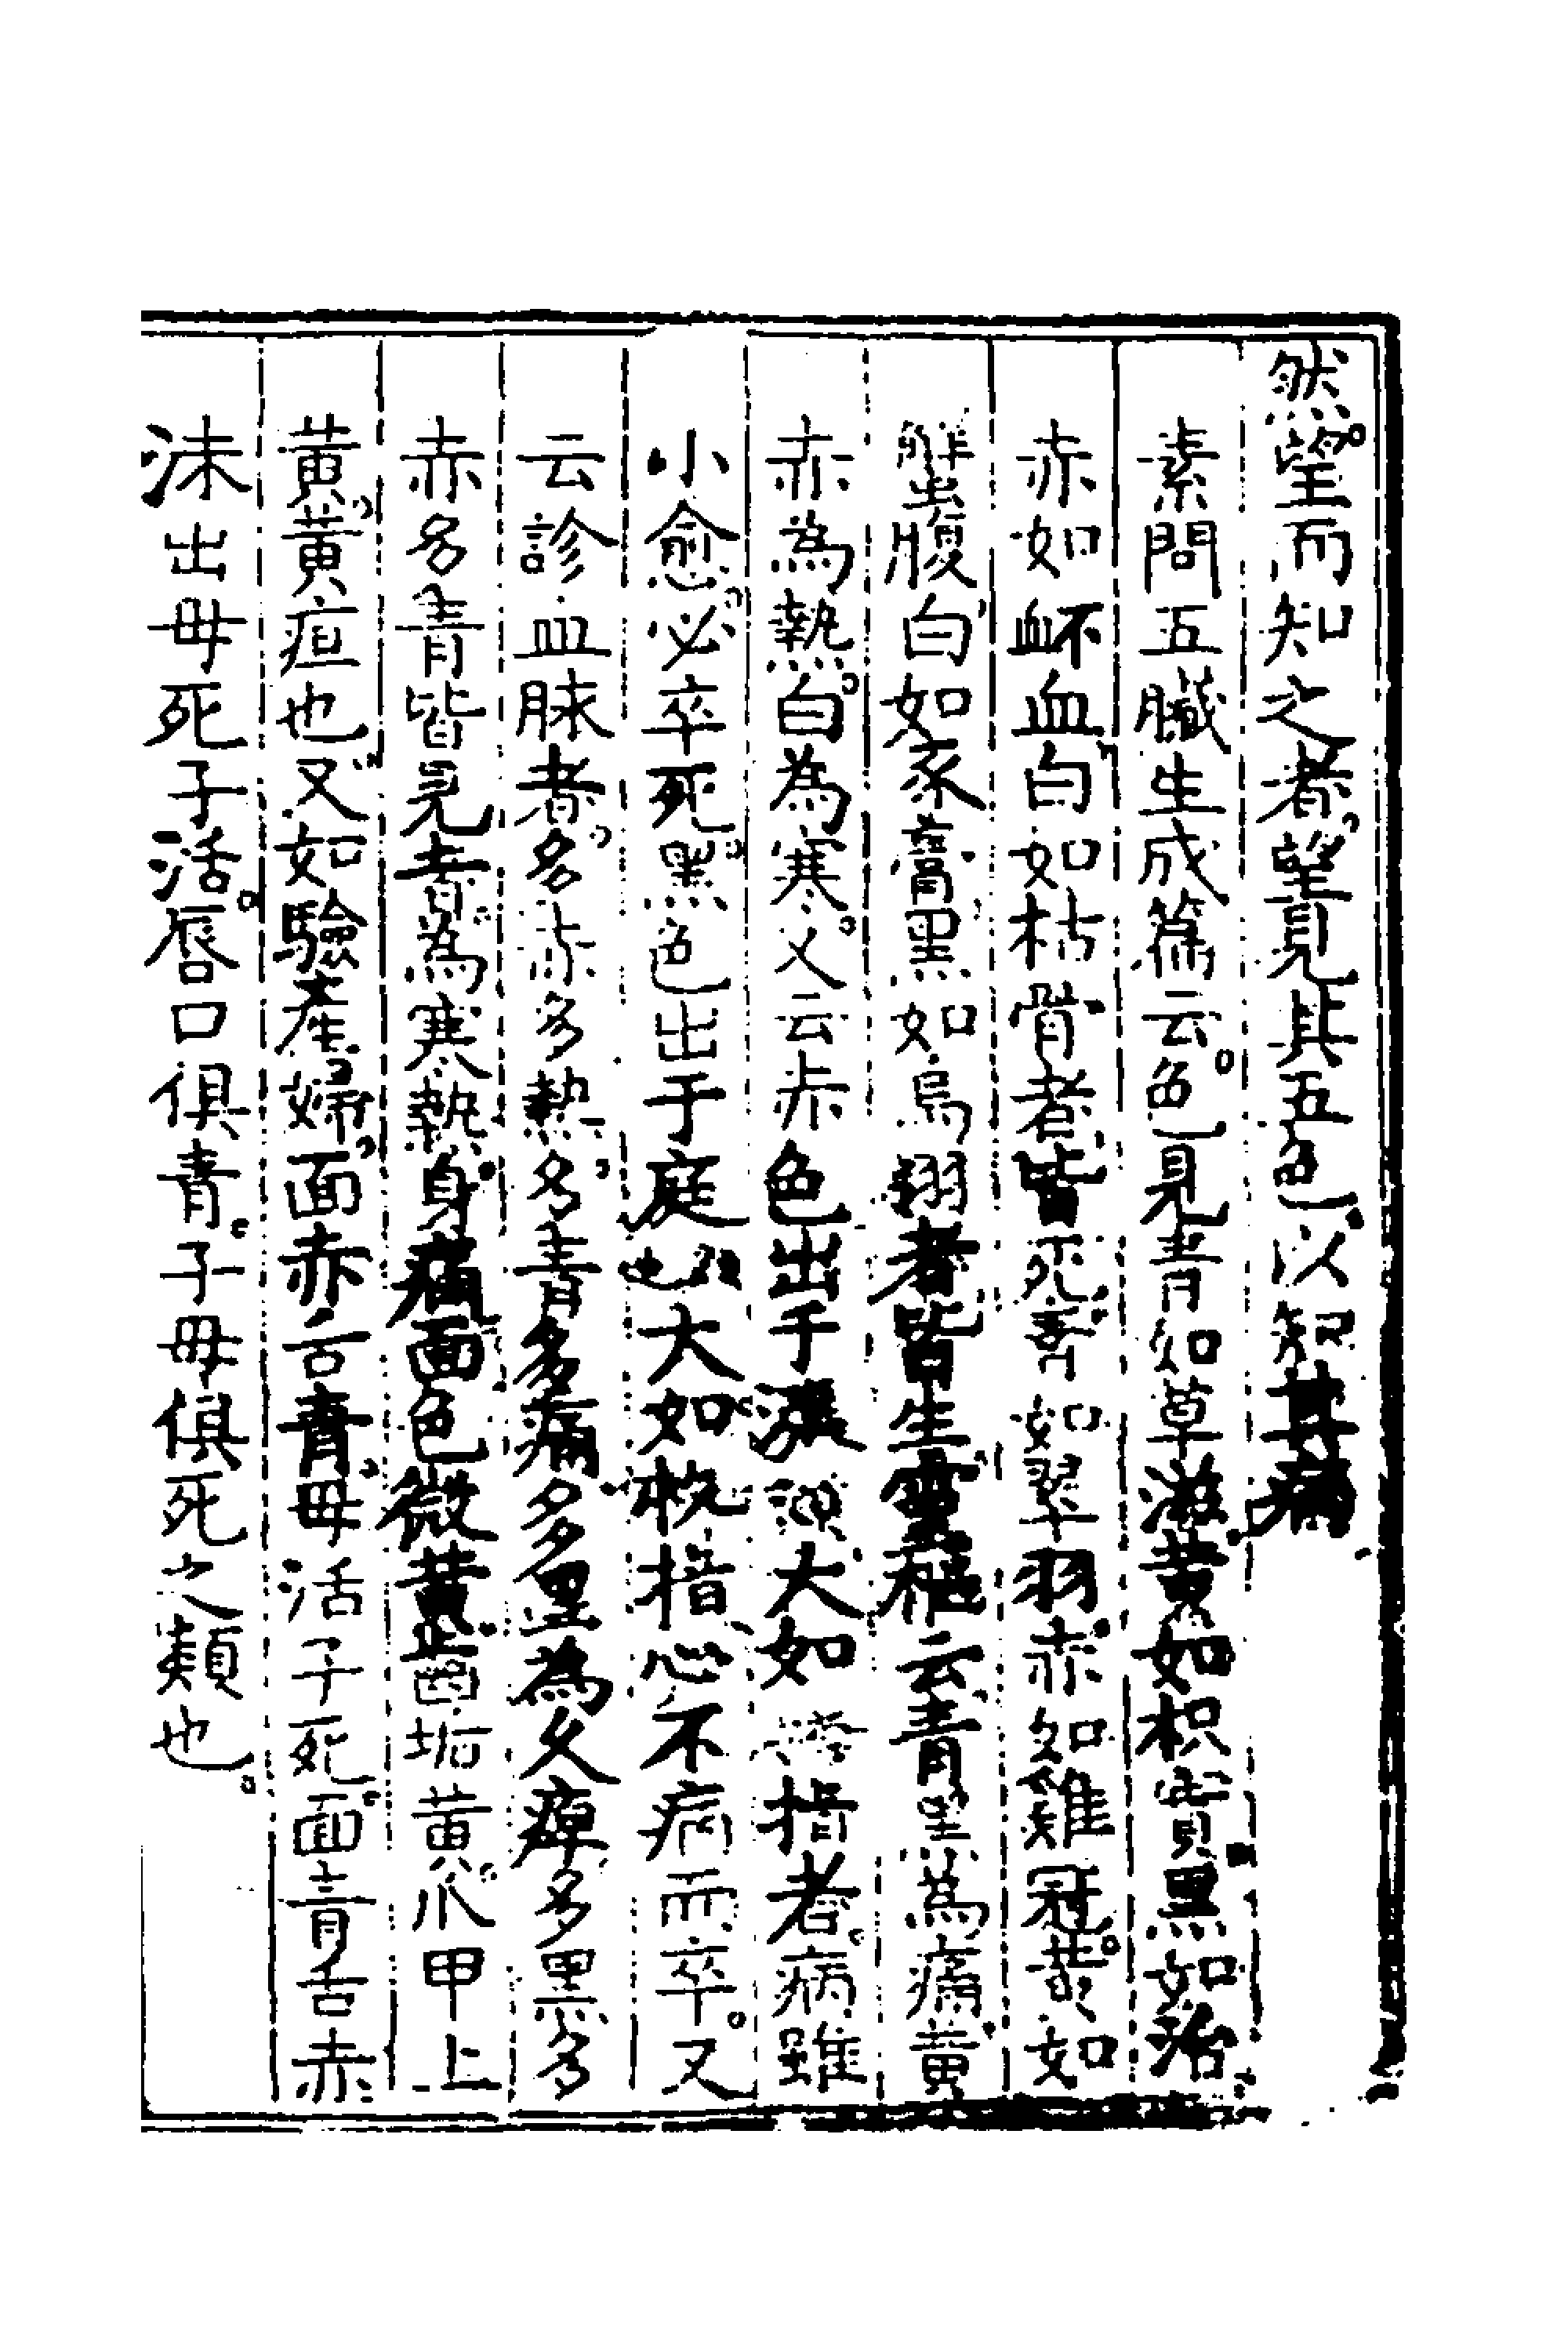 然望而知之者望見其五色以知其病
素問五臟生成篇云色見青如草滋黃如枳實黑如炲
赤如衃血白如枯骨者皆死青如翠羽赤如雞冠黃如
蟹腹白如豕膏黑如烏翎者皆生靈樞云青黑為痛黃
赤為熱白為寒又云赤色出于兩顴大如拇指者病雖
小愈必卒死黑色出于庭大如拇指必不病而卒又
云診血脉者多赤多熱多青多痛多黑為久痺多黑多
赤多青皆見者為寒熱身痛面色微黃齒垢黃爪甲上
黃黃疸也又如驗產婦面赤舌青母活子死面青舌赤
沫出母死子活唇口俱青子母俱死之類也